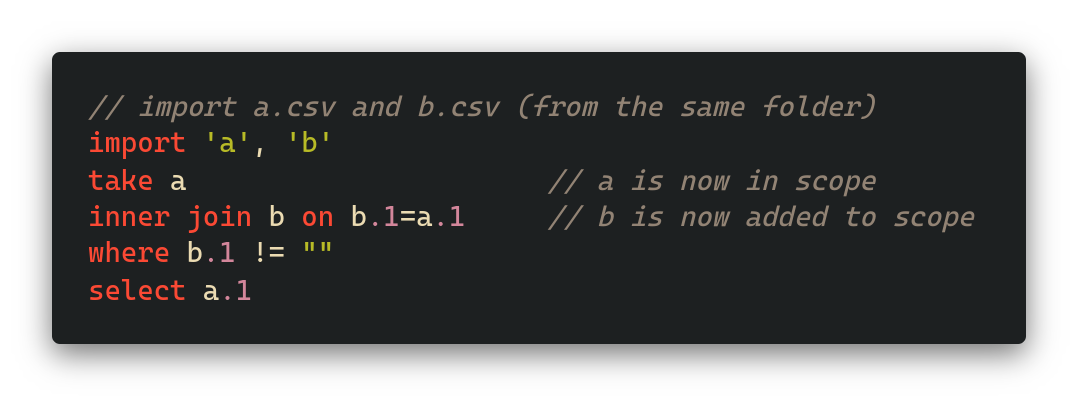 // import a.csv and b.csv (from the same folder)
import 'a', 'b'
take a                      // a is now in scope
inner join b on b.1=a.1     // b is now added to scope
where b.1 != ""
select a.1